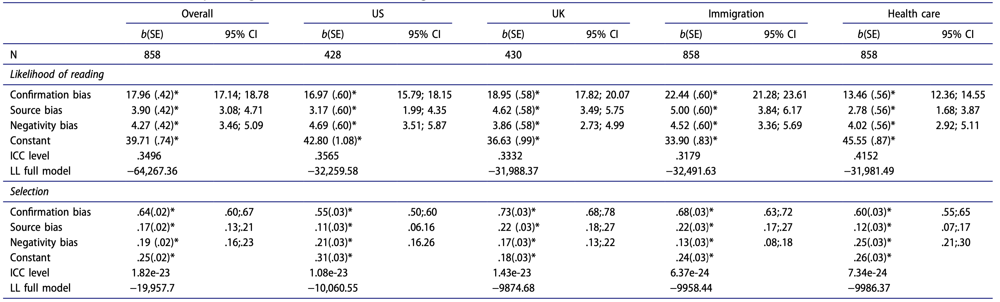 Overall US UK Immigration Health care
b(SE) 95% CI b(SE) 95% CI b(SE) 95% CI b(SE) 95% CI b(SE) 95% CI
N 858 428 430 858 858
Likelihood of reading
Confirmation bias 17.96 (.42)* 17.14; 18.78 16.97 (.60)* 15.79; 18.15 18.95 (.58)* 17.82; 20.07 22.44 (.60)* 21.28; 23.61 13.46 (.56)* 12.36; 14.55
Source bias 3.90 (.42)* 3.08; 4.71 3.17 (.60)* 1.99; 4.35 4.62 (.58)* 3.49; 5.75 5.00 (.60)* 3.84; 6.17 2.78 (.56)* 1.68; 3.87
Negativity bias 4.27 (.42)* 3.46; 5.09 4.69 (.60)* 3.51; 5.87 3.86 (.58)* 2.73; 4.99 4.52 (.60)* 3.36; 5.69 4.02 (.56)* 2.92; 5.11
Constant 39.71 (.74)* 42.80 (1.08)* 36.63 (.99)* 33.90 (.83)* 45.55 (.87)*
ICC level .3496 .3565 .3332 .3179 .4152
LL full model −64,267.36 −32,259.58 −31,988.37 −32,491.63 −31,981.49
Selection
Confirmation bias .64(.02)* .60;.67 .55(.03)* .50;.60 .73(.03)* .68;.78 .68(.03)* .63;.72 .60(.03)* .55;.65
Source bias .17(.02)* .13;.21 .11(.03)* .06.16 .22 (.03)* .18;.27 .22(.03)* .17;.27 .12(.03)* .07;.17
Negativity bias .19 (.02)* .16;.23 .21(.03)* .16.26 .17(.03)* .13;.22 .13(.03)* .08;.18 .25(.03)* .21;.30
Constant .25(.02)* .31(.03)* .18(.03)* .24(.03)* .26(.03)*
ICC level 1.82e-23 1.08e-23 1.43e-23 6.37e-24 7.34e-24
LL full model −19,957.7 −10,060.55 −9874.68 −9958.44 −9986.37